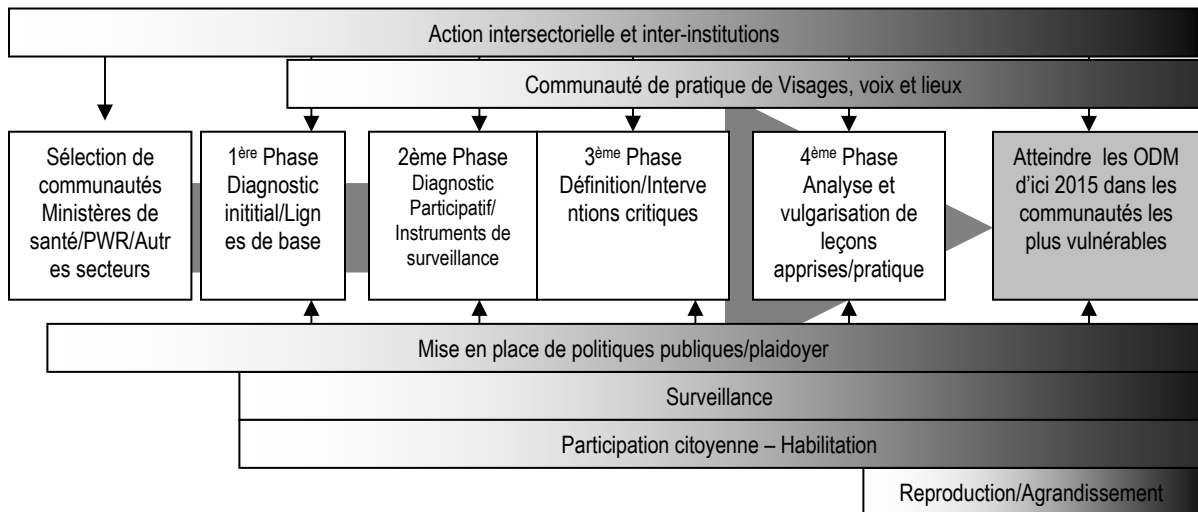 Action intersectorielle et inter-institutions
Communauté de pratique de Visages, voix et lieux
Sélection de
communautés
Ministères de
santé/PWR/Autr
es secteurs
1ère Phase
Diagnostic
inititial/Lign
es de base
2ème Phase
Diagnostic
Participatif/
Instruments de
surveillance
3ème Phase
Définition/Interve
ntions critiques
4ème Phase
Analyse et
vulgarisation de
leçons
apprises/pratique
Atteindre les ODM
d'ici 2015 dans les
communautés les
plus vulnérables
Mise en place de politiques publiques/plaidoyer
Surveillance
Participation citoyenne – Habilitation
Reproduction/Agrandissement